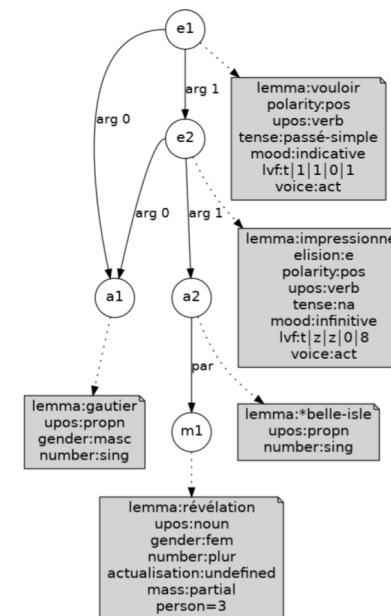 e1
arg 1
arg 0
lemma:vouloir
polarity:pos
upos:verb
tense:passé-simple
mood:indicative
lvf:t|1|1|0|1
voice:act
e2
arg 0
arg 1
lemma:impressionne
elision:e
polarity:pos
upos:verb
tense:na
mood:infinitive
lvf:t|z|z|0|8
voice:act
a1
a2
par
lemma:gautier
upos:propn
gender:masc
number:sing
lemma:*belle-isle
upos:propn
number:sing
m1
lemma:révélation
upos:noun
gender:fem
number:plur
actualisation:undefined
mass:partial
person=3